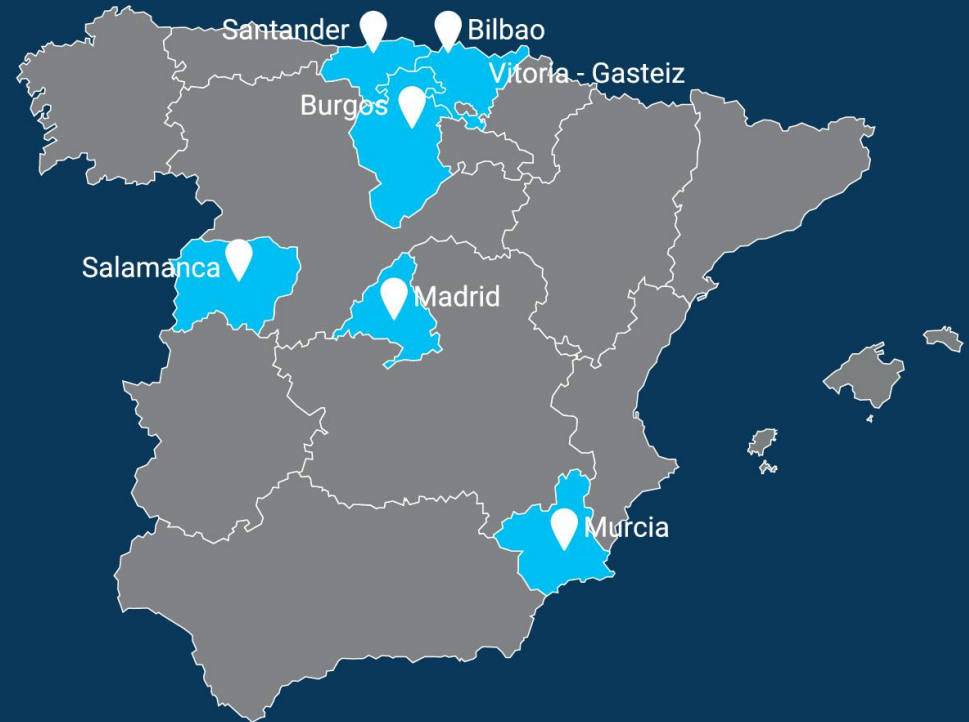 Santander
Bilbao
Vitoria - Gasteiz
Burgos
Salamanca
Madrid
Murcia